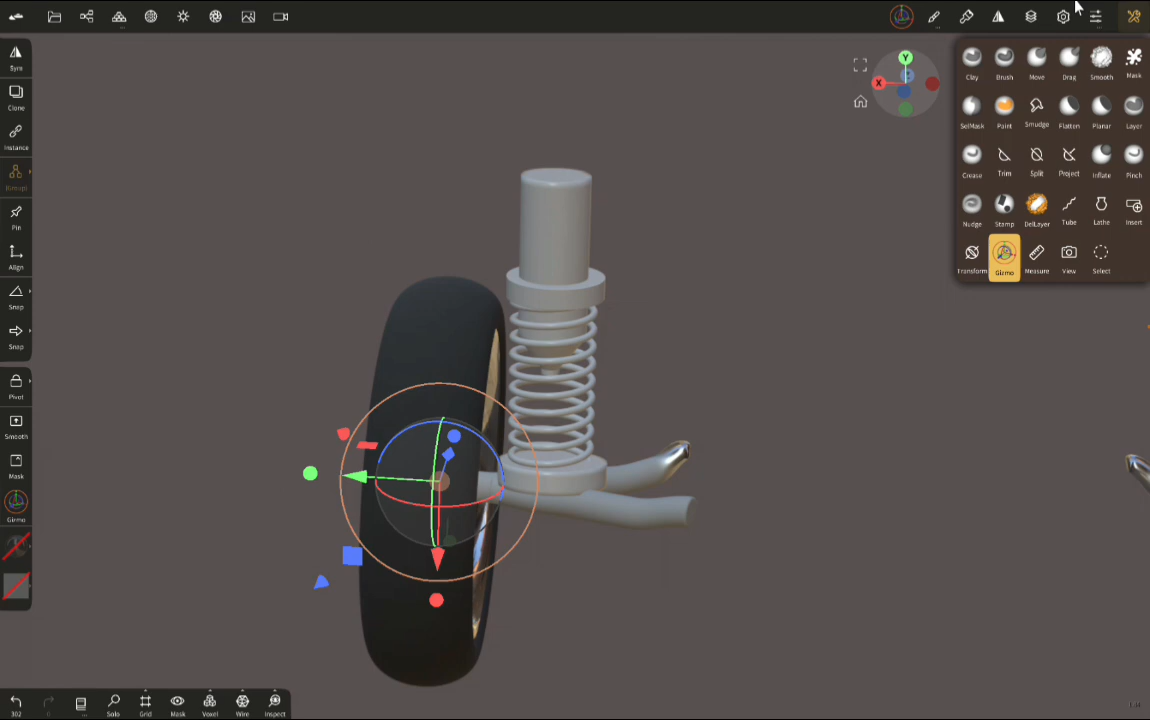 Y
X
Z
Sym
Clone
Instance
Pin
Align
Snap
Snap
Pivot
Smooth
Mask
Gizmo
Clay Brush Move Drag Smooth Mask
SelMask Paint Smudge Flatten Planar Layer
Crease Trim Split Project Inflate Pinch
Nudge Stamp DelLayer Tube Lathe Insert
Transform Gizmo Measure View Select
302 0 ... Solo Grid Mask Voxel Wire Inspect